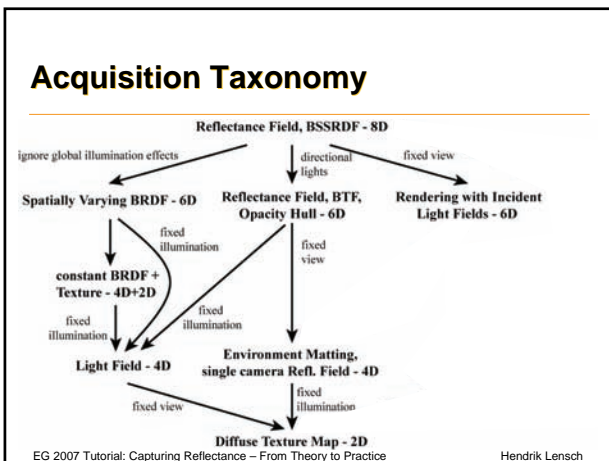 Acquisition Taxonomy
Reflectance Field, BSSRDF - 8D
ignore global illumination effects
directional
lights
fixed view
Spatially Varying BRDF - 6D
Reflectance Field, BTF,
Opacity Hull - 6D
Rendering with Incident
Light Fields - 6D
fixed
illumination
fixed
view
constant BRDF +
Texture - 4D+2D
fixed
illumination
fixed
illumination
Light Field - 4D
Environment Matting,
single camera Refl. Field - 4D
fixed view
fixed
illumination
Diffuse Texture Map - 2D
EG 2007 Tutorial: Capturing Reflectance – From Theory to Practice
Hendrik Lensch